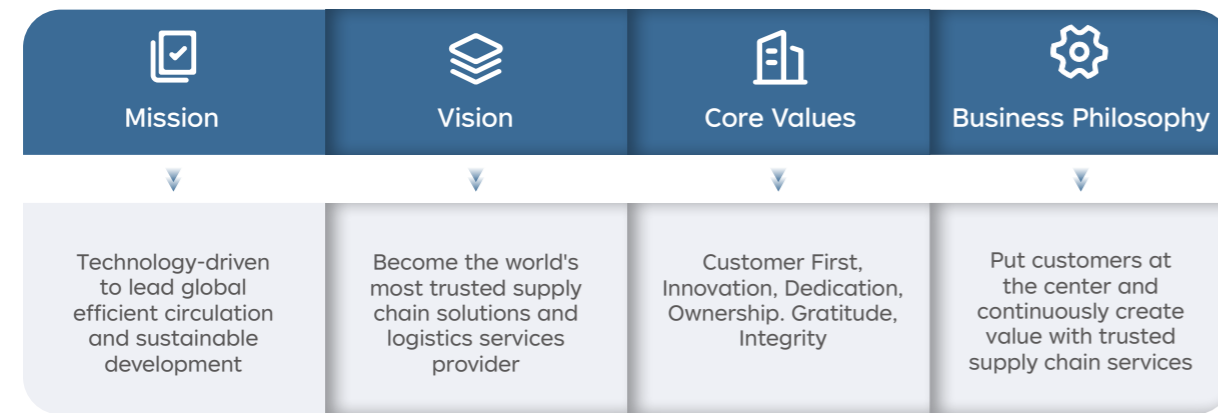 Mission
Technology-driven
to lead global
efficient circulation
and sustainable
development
Vision
Become the world's
most trusted supply
chain solutions and
logistics services
provider
Core Values
Customer First,
Innovation, Dedication,
Ownership. Gratitude,
Integrity
Business Philosophy
Put customers at
the center and
continuously create
value with trusted
supply chain services